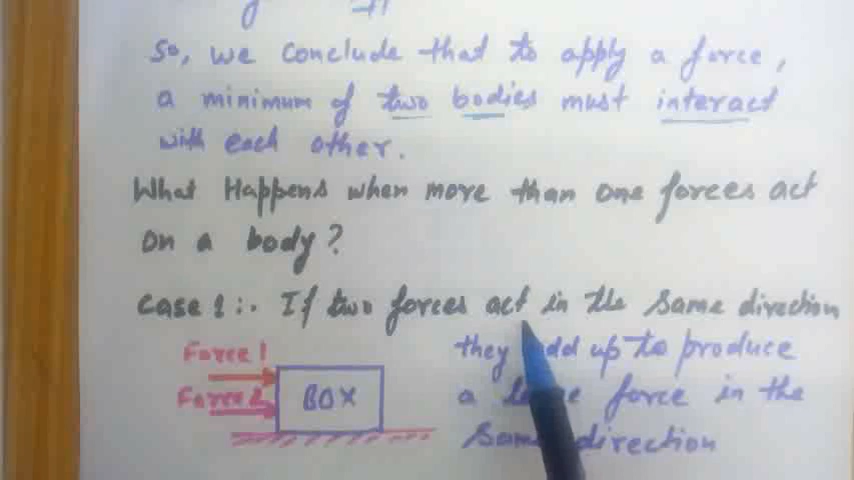 So, we conclude that to apply a force,
a minimum of two bodies must interact
with each other.
What Happens when more than one forces act
on a body?
Case 1:. If two forces act in the same direction
they add up to produce
a force in the
same direction
Force 1
Force 2
BOX